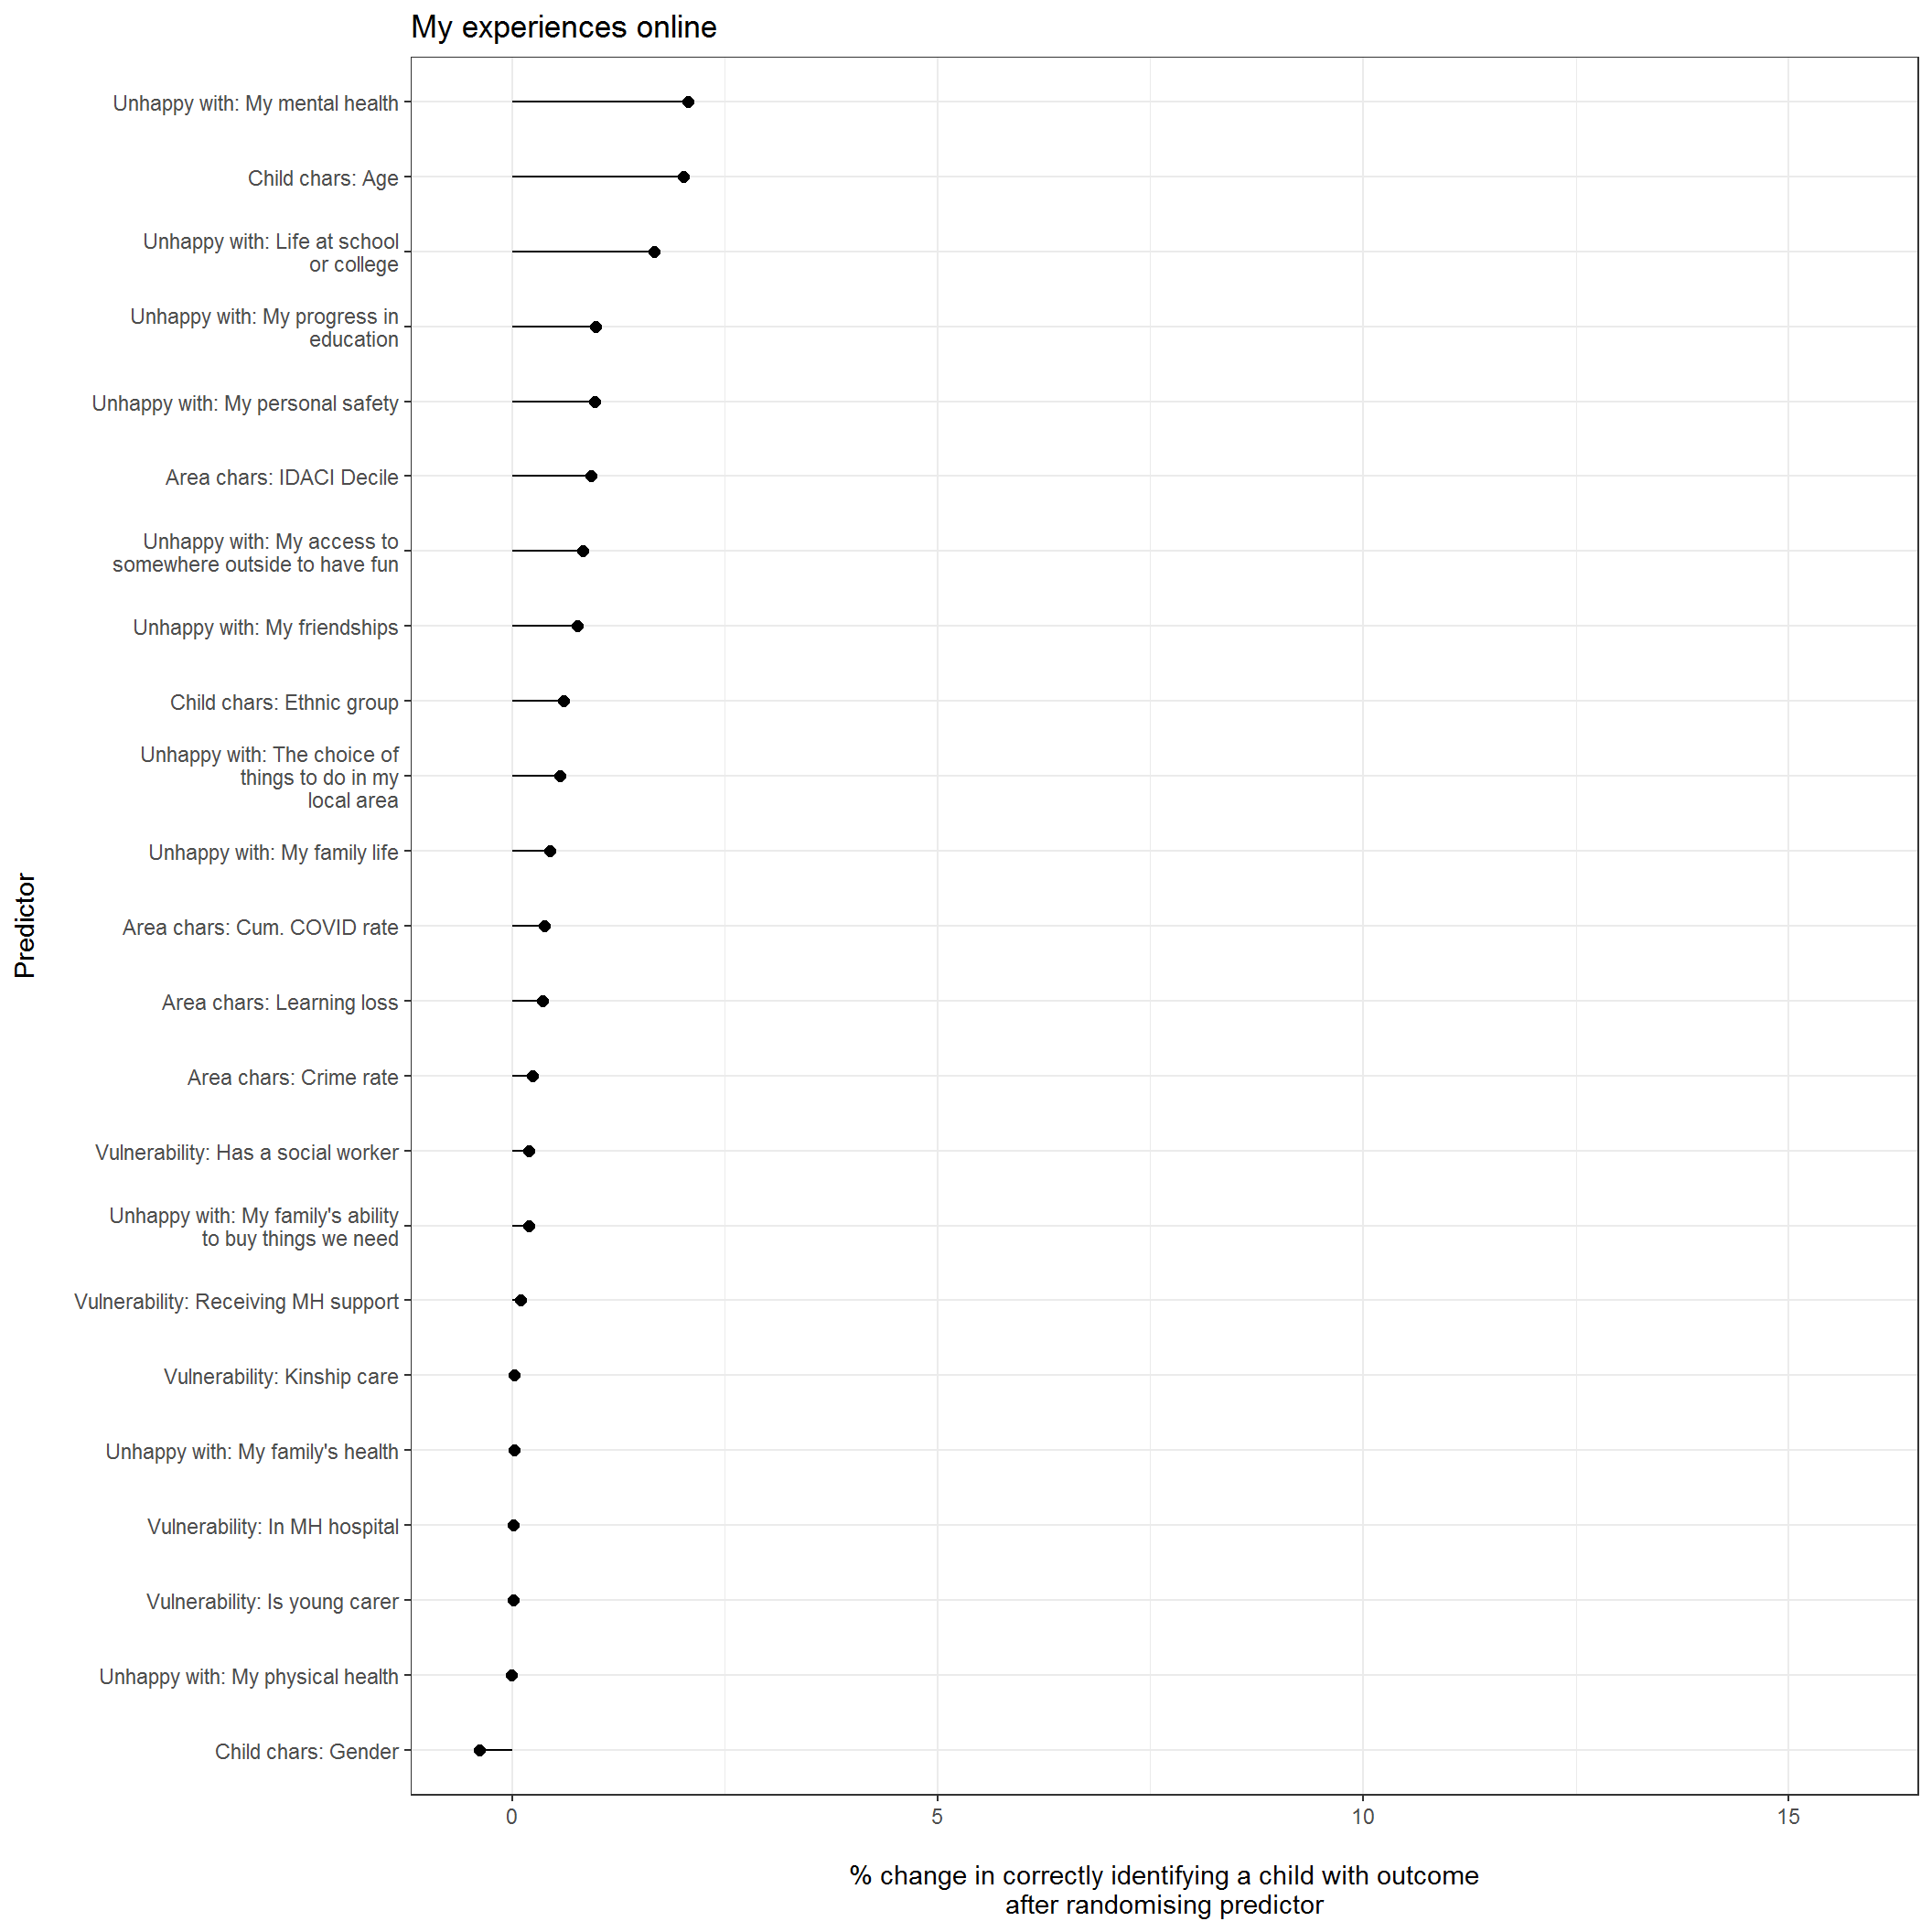 My experiences online
Unhappy with: My mental health
Child chars: Age
Unhappy with: Life at school
or college
Unhappy with: My progress in
education
Unhappy with: My personal safety
Area chars: IDACI Decile
Unhappy with: My access to
somewhere outside to have fun
Unhappy with: My friendships
Child chars: Ethnic group
Unhappy with: The choice of
things to do in my
local area
Unhappy with: My family life
Area chars: Cum. COVID rate
Area chars: Learning loss
Area chars: Crime rate
Vulnerability: Has a social worker
Unhappy with: My family's ability
to buy things we need
Vulnerability: Receiving MH support
Vulnerability: Kinship care
Unhappy with: My family's health
Vulnerability: In MH hospital
Vulnerability: Is young carer
Unhappy with: My physical health
Child chars: Gender
Predictor
0 5 10 15
% change in correctly identifying a child with outcome
after randomising predictor